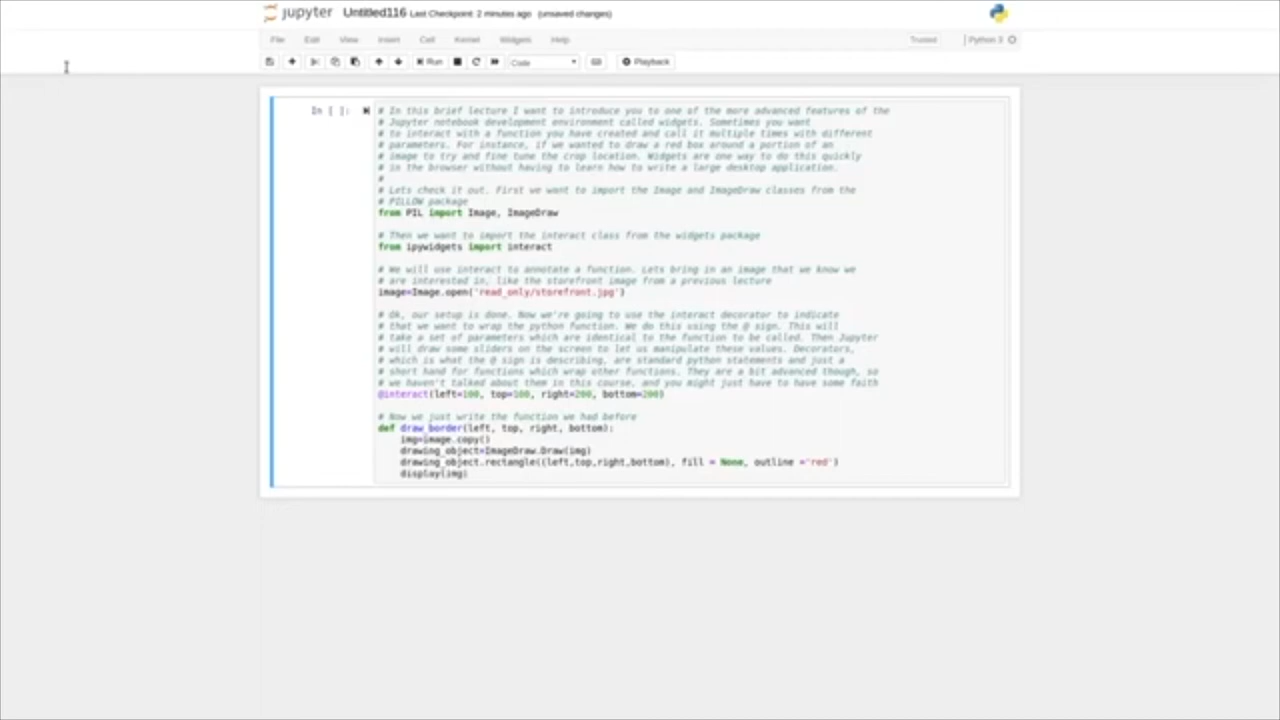 jupyter Untitled116 Last Checkpoint: 2 minutes ago (unsaved changes)
File Edit View Insert Cell Kernel Widgets Help Trusted Python 3
Run Code Playback
In [ ]: # In this brief lecture I want to introduce you to one of the more advanced features of the
# Jupyter notebook development environment called widgets. Sometimes you want
# to interact with a function you have created and call it multiple times with different
# parameters. For instance, if we wanted to draw a red box around a portion of an
# image to try and fine tune the crop location. Widgets are one way to do this quickly
# in the browser without having to learn how to write a large desktop application.
#
# Lets check it out. First we want to import the Image and ImageDraw classes from the
# PILLOW package
from PIL import Image, ImageDraw
# Then we want to import the interact class from the widgets package
from ipywidgets import interact
# We will use interact to annotate a function. Lets bring in an image that we know we
# are interested in, like the storefront image from a previous lecture
image=Image.open('read_only/storefront.jpg')
# Ok, our setup is done. Now we're going to use the interact decorator to indicate
# that we want to wrap the python function. We do this using the @ sign. This will
# take a set of parameters which are identical to the function to be called. Then Jupyter
# will draw some sliders on the screen to let us manipulate these values. Decorators,
# which is what the @ sign is describing, are standard python statements and just a
# short hand for functions which wrap other functions. They are a bit advanced though, so
# we haven't talked about them in this course, and you might just have to have some faith
@interact(left=100, top=100, right=200, bottom=200)
# Now we just write the function we had before
def draw_border(left, top, right, bottom):
img=image.copy()
drawing_object=ImageDraw.Draw(img)
drawing_object.rectangle((left,top,right,bottom), fill = None, outline ='red')
display(img)